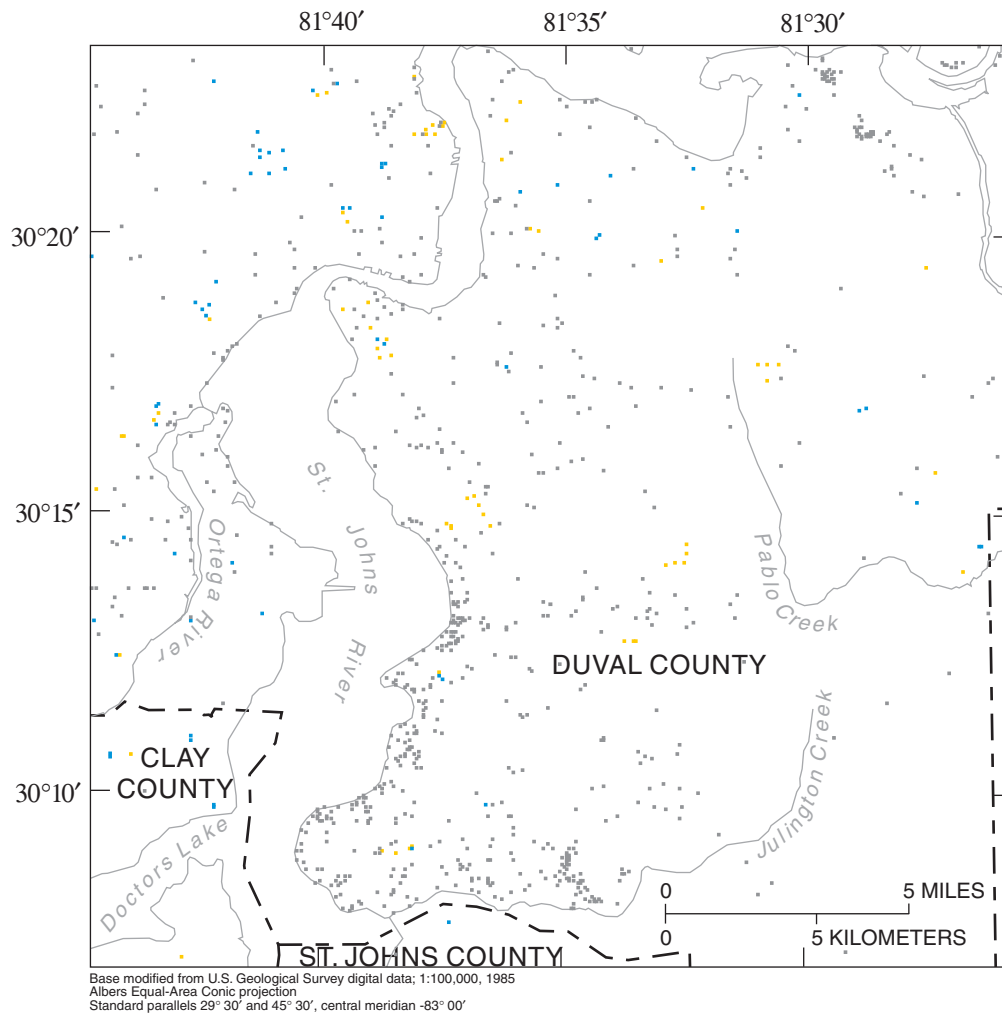 81° 40′ 81° 35′ 81° 30′
30° 20′
30° 15′
30° 10′
St. Johns River
Ortega River
Pablo Creek
DUVAL COUNTY
CLAY
COUNTY
Julington Creek
Doctors Lake
0 5 MILES
0 5 KILOMETERS
ST. JOHNS COUNTY
Base modified from U.S. Geological Survey digital data; 1:100,000, 1985
Albers Equal-Area Conic projection
Standard parallels 29° 30′ and 45° 30′, central meridian -83° 00′